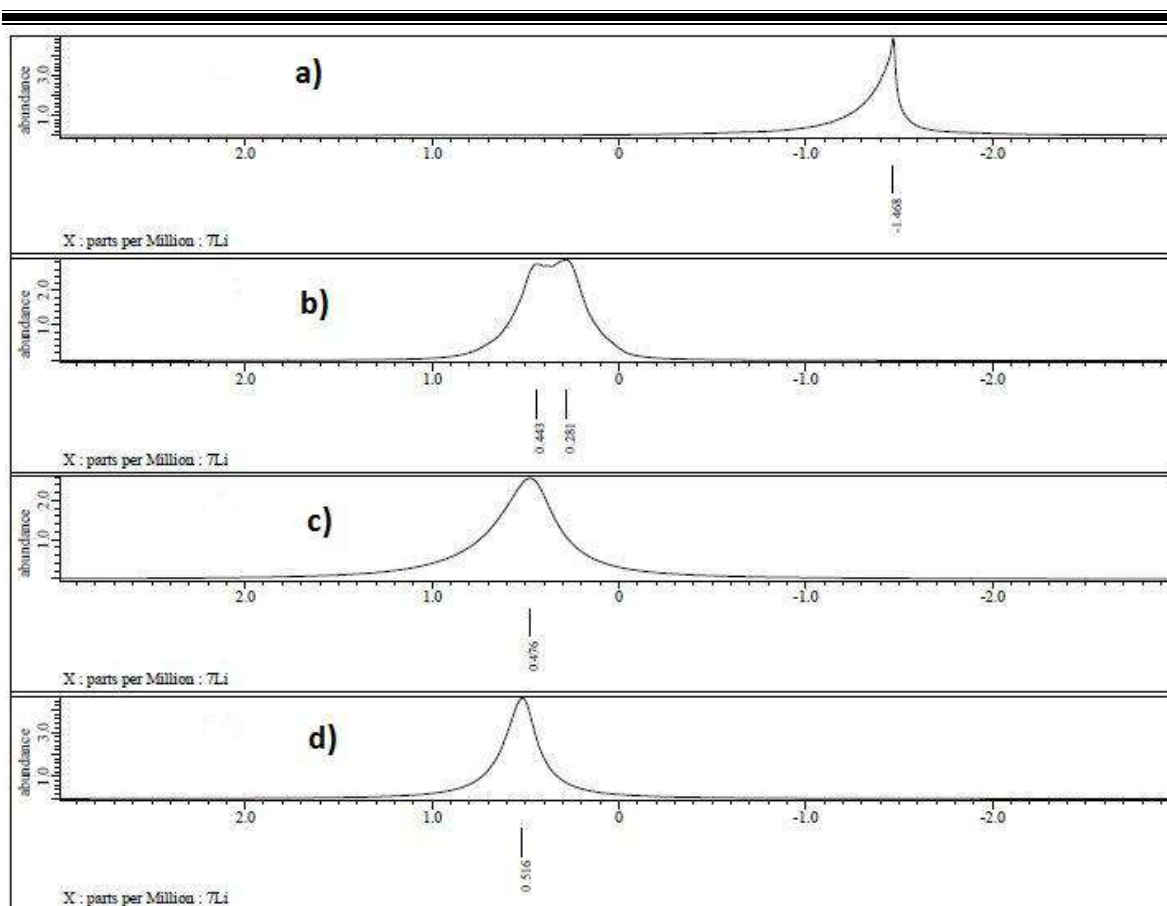 a)
abundance
1.0 3.0
2.0 1.0 0 -1.0 -2.0
-1.468
X : parts per Million : 7Li
b)
abundance
1.0 2.0
2.0 1.0 0 -1.0 -2.0
0.443 0.281
X : parts per Million : 7Li
c)
abundance
1.0 2.0
2.0 1.0 0 -1.0 -2.0
0.476
X : parts per Million : 7Li
d)
abundance
1.0 3.0
2.0 1.0 0 -1.0 -2.0
0.516
X : parts per Million : 7Li